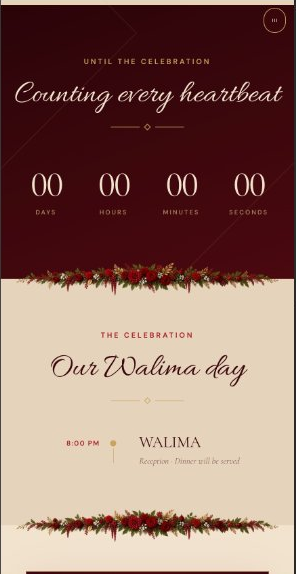 UNTIL THE CELEBRATION
Counting every heartbeat
00 00 00 00
DAYS HOURS MINUTES SECONDS
THE CELEBRATION
Our Walima day
8:00 PM WALIMA
Reception · Dinner will be served